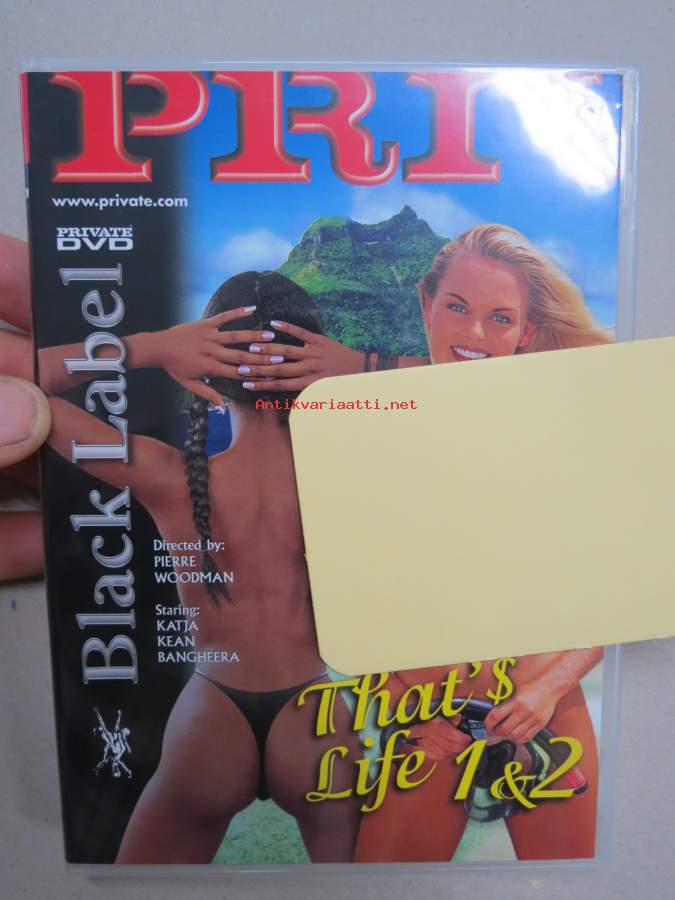 PRI
www.private.com
PRIVATE
DVD
Black Label
Antikvariaatti.net
Directed by:
PIERRE
WOODMAN
Staring:
KATJA
KEAN
BANGHEERA
That'$
Life 1&2